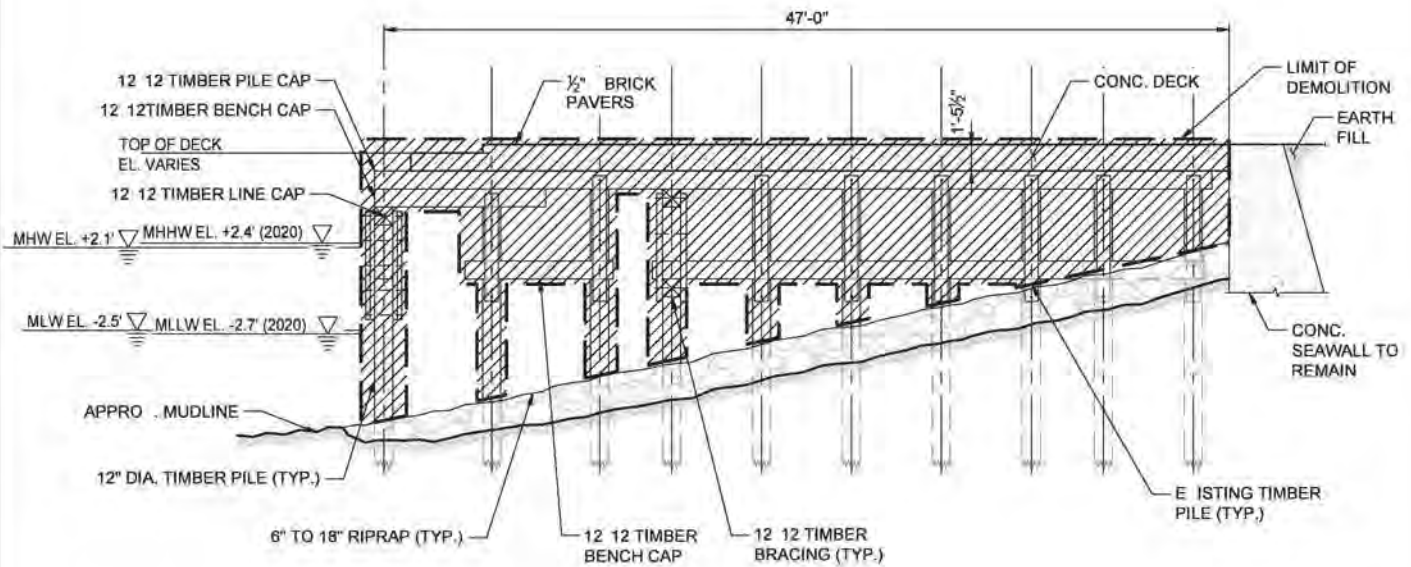 47'-0"
12 12 TIMBER PILE CAP
12 12TIMBER BENCH CAP
TOP OF DECK
EL. VARIES
12 12 TIMBER LINE CAP
½" BRICK
PAVERS
1'-5½"
CONC. DECK
LIMIT OF
DEMOLITION
EARTH
FILL
MHW EL. +2.1'
MHHW EL. +2.4' (2020)
MLW EL. -2.5'
MLLW EL. -2.7' (2020)
APPRO . MUDLINE
12" DIA. TIMBER PILE (TYP.)
6" TO 18" RIPRAP (TYP.)
12 12 TIMBER
BENCH CAP
12 12 TIMBER
BRACING (TYP.)
E ISTING TIMBER
PILE (TYP.)
CONC.
SEAWALL TO
REMAIN